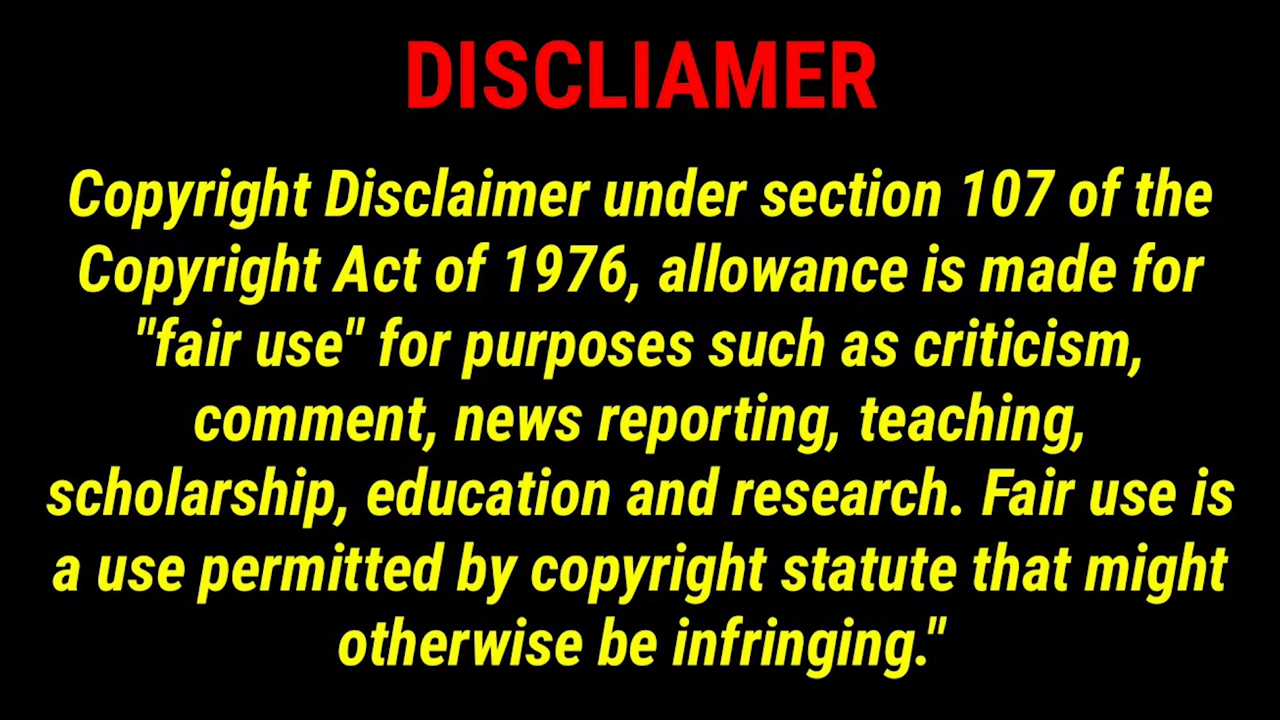 DISCLIAMER
Copyright Disclaimer under section 107 of the
Copyright Act of 1976, allowance is made for
"fair use" for purposes such as criticism,
comment, news reporting, teaching,
scholarship, education and research. Fair use is
a use permitted by copyright statute that might
otherwise be infringing."